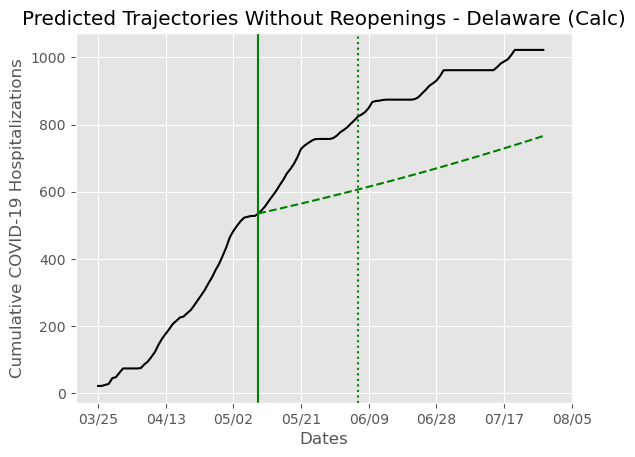 Predicted Trajectories Without Reopenings - Delaware (Calc)
Cumulative COVID-19 Hospitalizations
1000
800
600
400
200
0
03/25 04/13 05/02 05/21 06/09 06/28 07/17 08/05
Dates